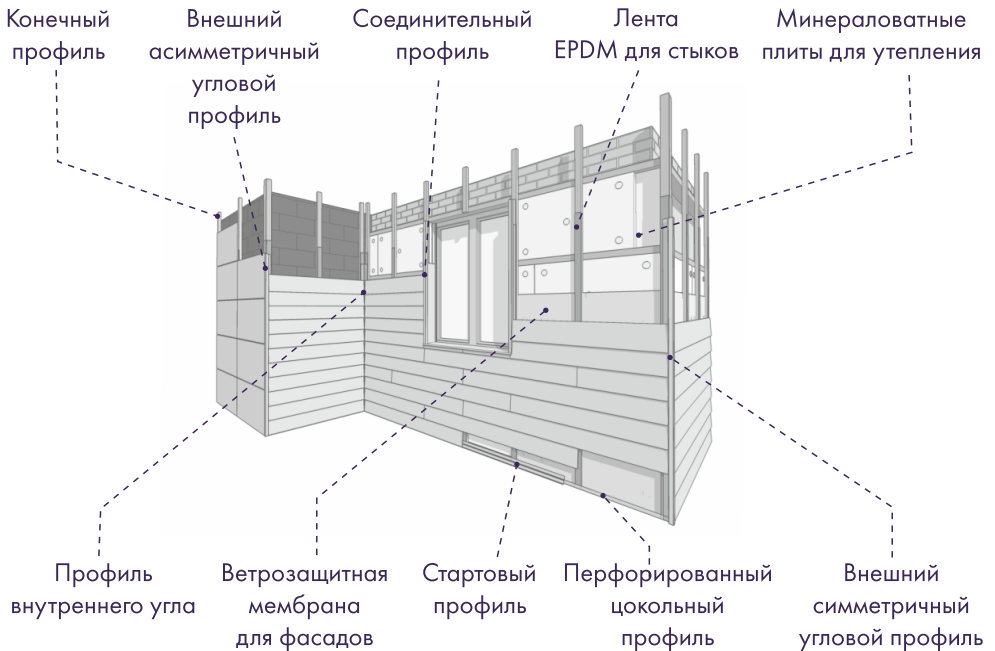 Конечный
профиль
Внешний
асимметричный
угловой
профиль
Соединительный
профиль
Лента
EPDM для стыков
Минераловатные
плиты для утепления
Профиль
внутреннего угла
Ветрозащитная
мембрана
для фасадов
Стартовый
профиль
Перфорированный
цокольный
профиль
Внешний
симметричный
угловой профиль